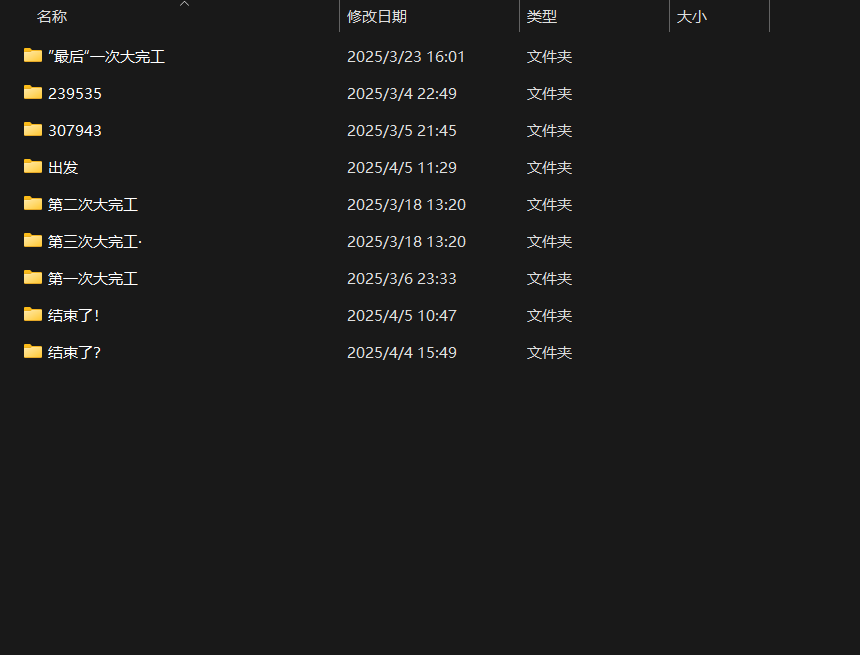 名称 修改日期 类型 大小
"最后“一次大完工 2025/3/23 16:01 文件夹
239535 2025/3/4 22:49 文件夹
307943 2025/3/5 21:45 文件夹
出发 2025/4/5 11:29 文件夹
第二次大完工 2025/3/18 13:20 文件夹
第三次大完工· 2025/3/18 13:20 文件夹
第一次大完工 2025/3/6 23:33 文件夹
结束了！ 2025/4/5 10:47 文件夹
结束了？ 2025/4/4 15:49 文件夹